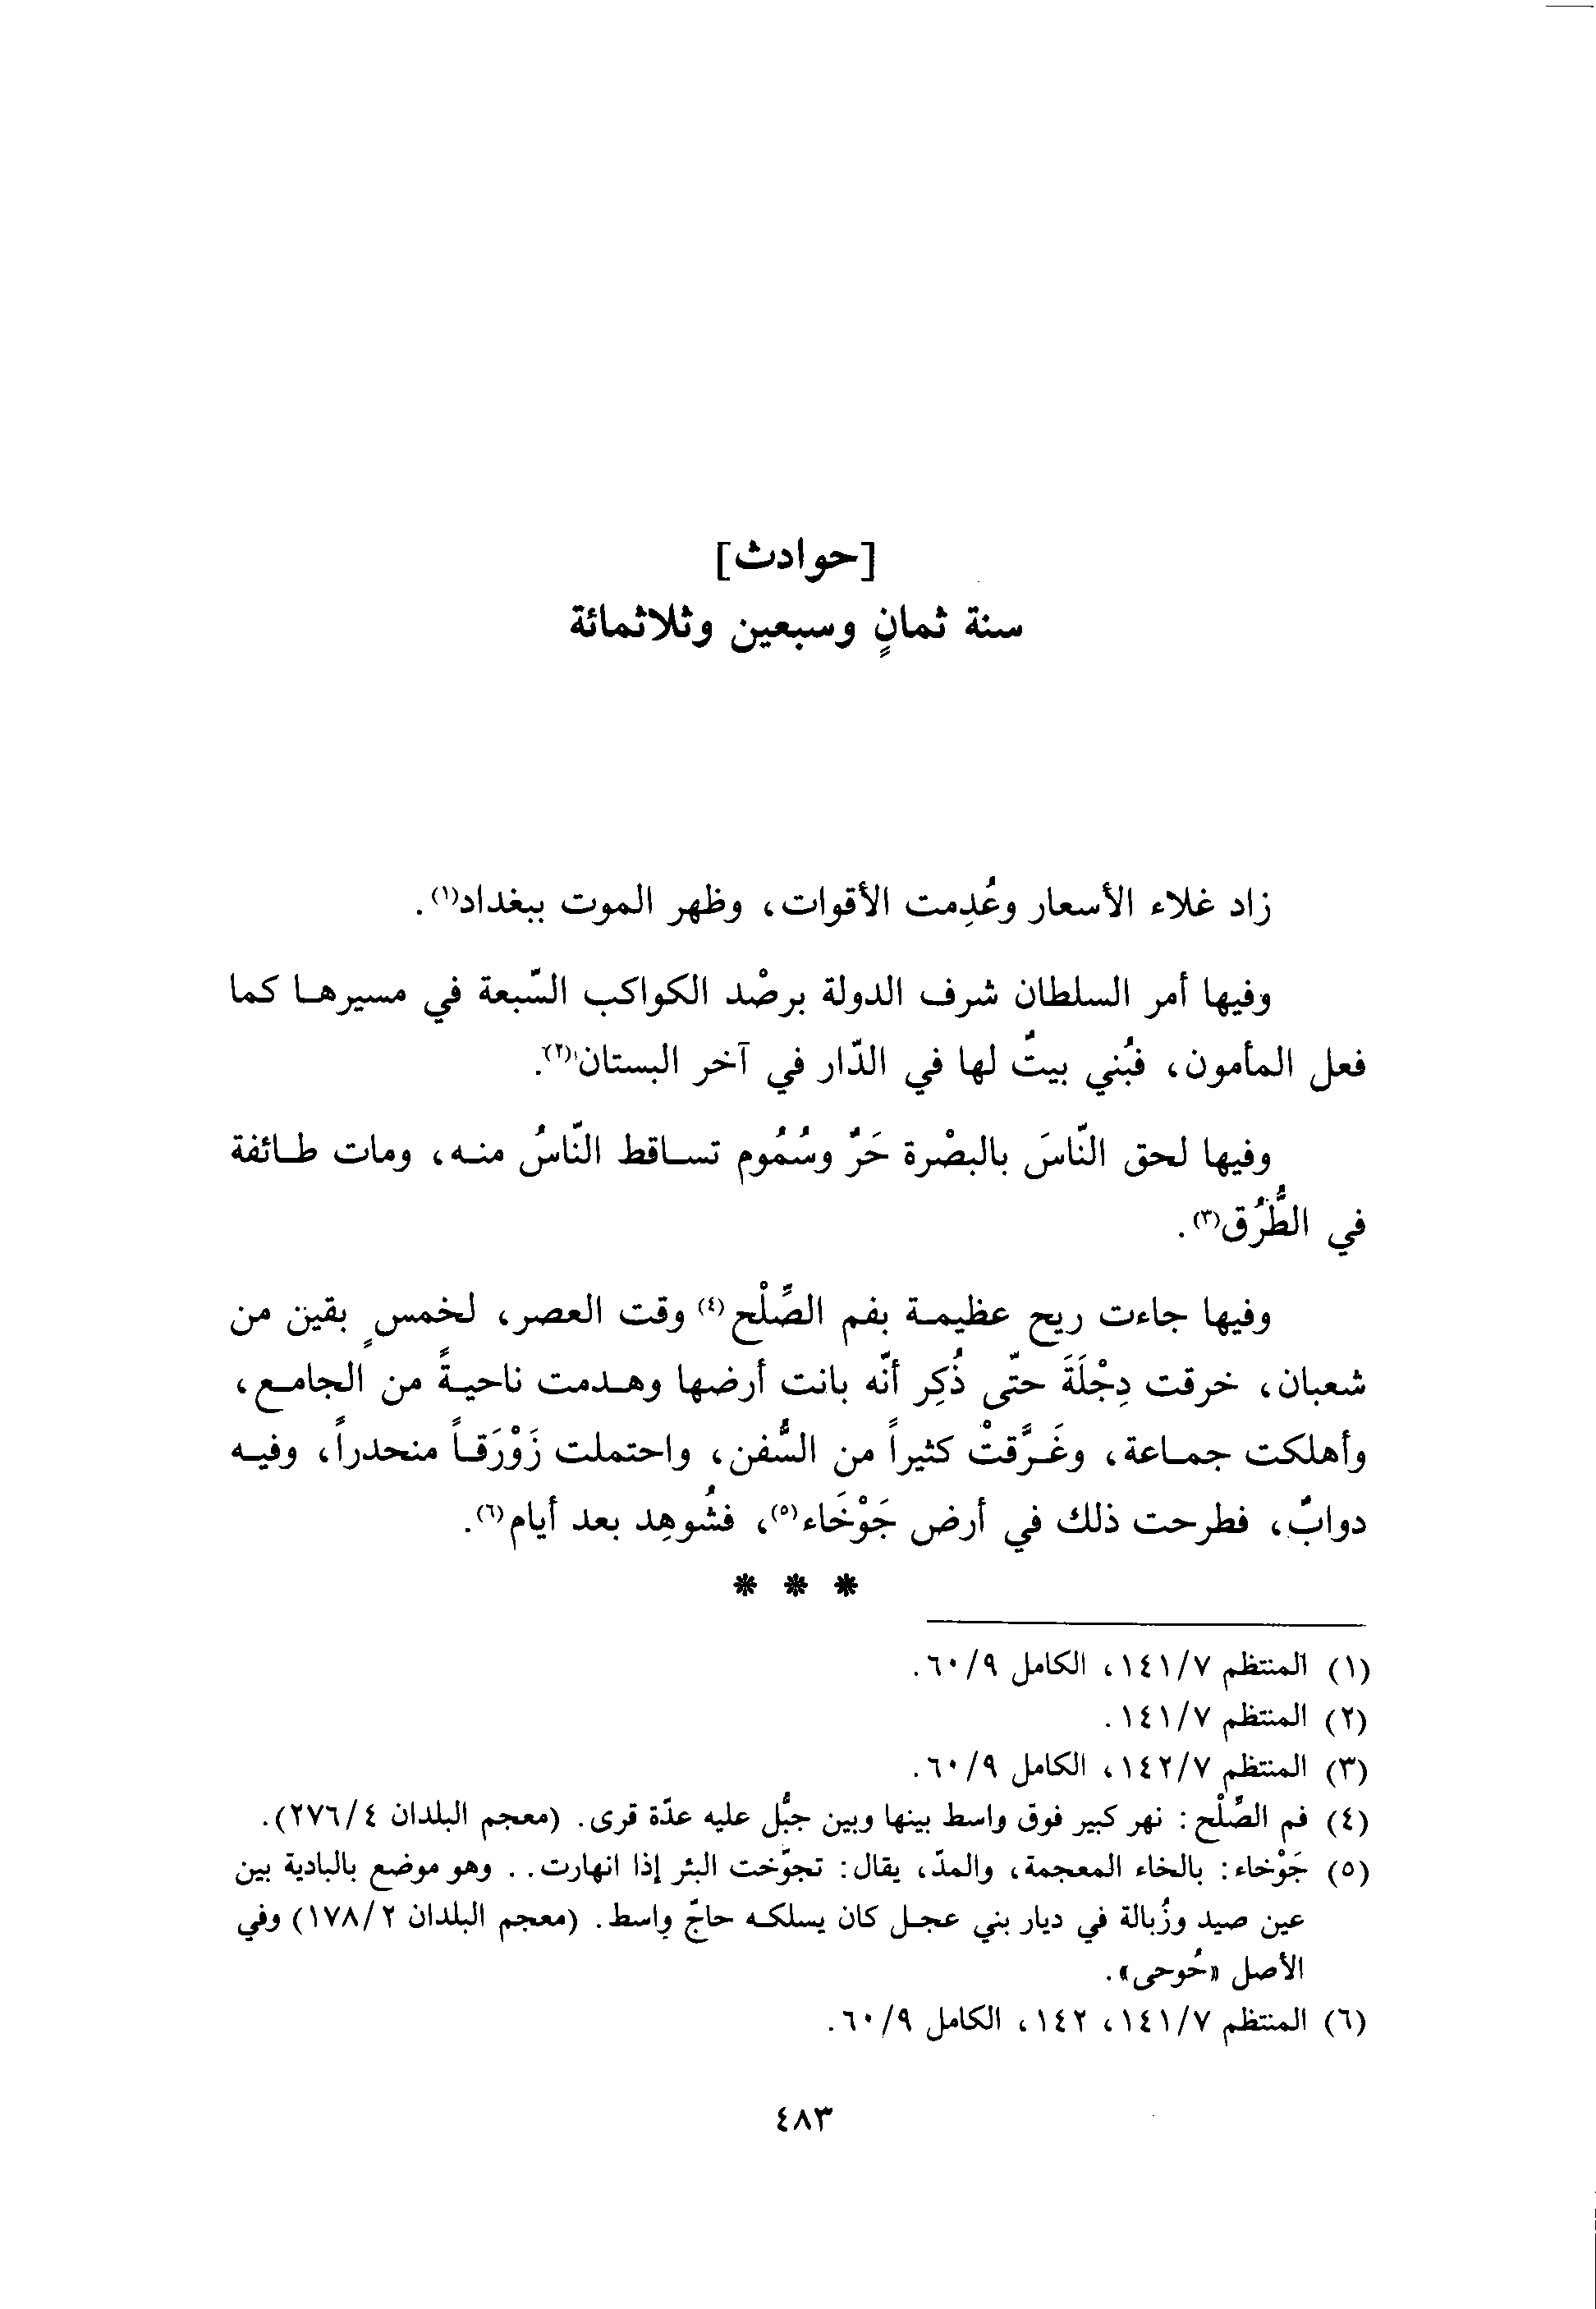 [حوادث]
سنة ثمانٍ وسبعين وثلاثمائة
زاد غلاء الأسعار وعُدِمت الأقوات، وظهر الموت ببغداد(١).
وفيها أمر السلطان شرف الدولة برصْد الكواكب السّبعة في مسيرها كما
فعل المأمون، فبُني بيتٌ لها في الدّار في آخر البستان(٢).
وفيها لحق النّاسَ بالبصْرة حَرٌ وسُمُوم تساقط النّاسُ منه، ومات طائفة
في الطُّرُق(٣).
وفيها جاءت ريح عظيمة بفم الصِّلْح(٤) وقت العصر، لخمسٍ بقين من
شعبان، خرقت دِجْلَةَ حتّى ذُكِر أنّه بانت أرضها وهدمت ناحيةً من الجامع،
وأهلكت جماعة، وغَرَّقتْ كثيراً من السُّفن، واحتملت زَوْرَقاً منحدراً، وفيه
دوابٌ، فطرحت ذلك في أرض جَوْخَاء(٥)، فشُوهِد بعد أيام(٦).
* * *
(١) المنتظم ١٤١/٧، الكامل ٦٠/٩.
(٢) المنتظم ١٤١/٧.
(٣) المنتظم ١٤٢/٧، الكامل ٦٠/٩.
(٤) فم الصِّلْح: نهر كبير فوق واسط بينها وبين جبُّل عليه عدّة قرى. (معجم البلدان ٢٧٦/٤).
(٥) جَوْخاء: بالخاء المعجمة، والمدّ، يقال: تجوّخت البئر إذا انهارت.. وهو موضع بالبادية بين
عين صيد وزُبالة في ديار بني عجل كان يسلكه حاجّ واسط. (معجم البلدان ١٧٨/٢) وفي
الأصل «حُوحى».
(٦) المنتظم ١٤١/٧، ١٤٢، الكامل ٦٠/٩.
٤٨٣